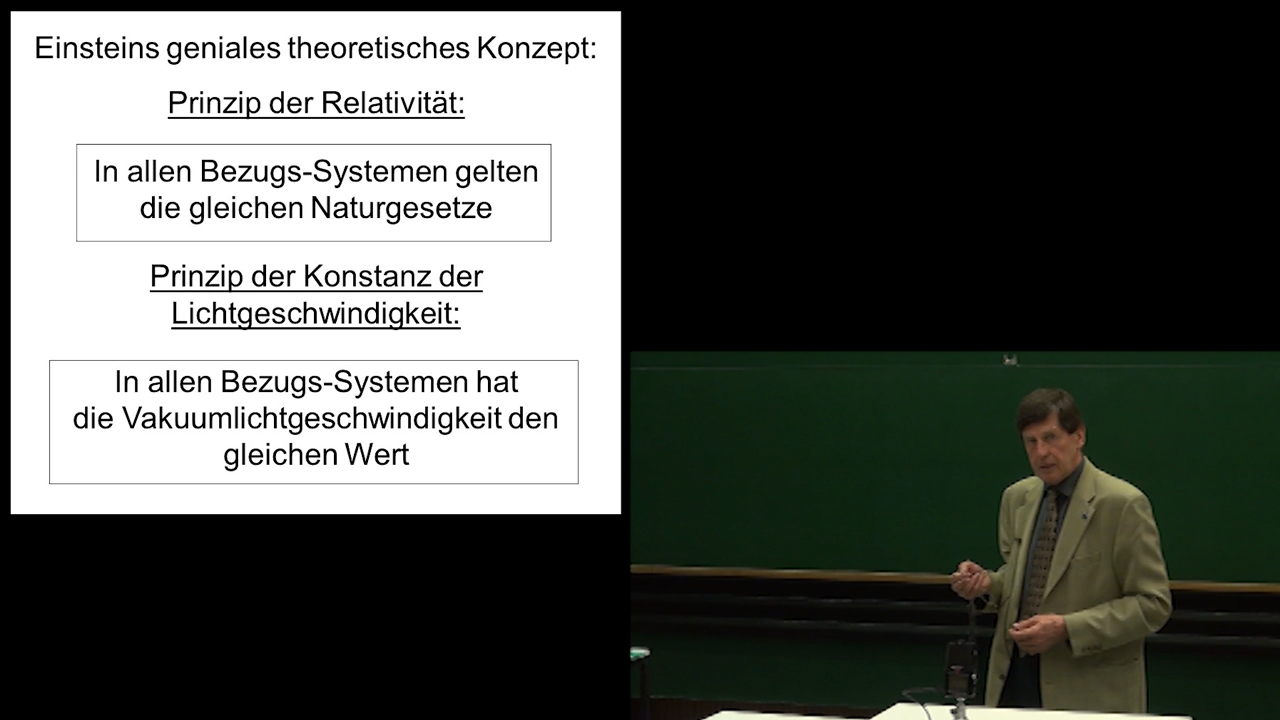 Einsteins geniales theoretisches Konzept:
Prinzip der Relativität:
In allen Bezugs-Systemen gelten
die gleichen Naturgesetze
Prinzip der Konstanz der
Lichtgeschwindigkeit:
In allen Bezugs-Systemen hat
die Vakuumlichtgeschwindigkeit den
gleichen Wert